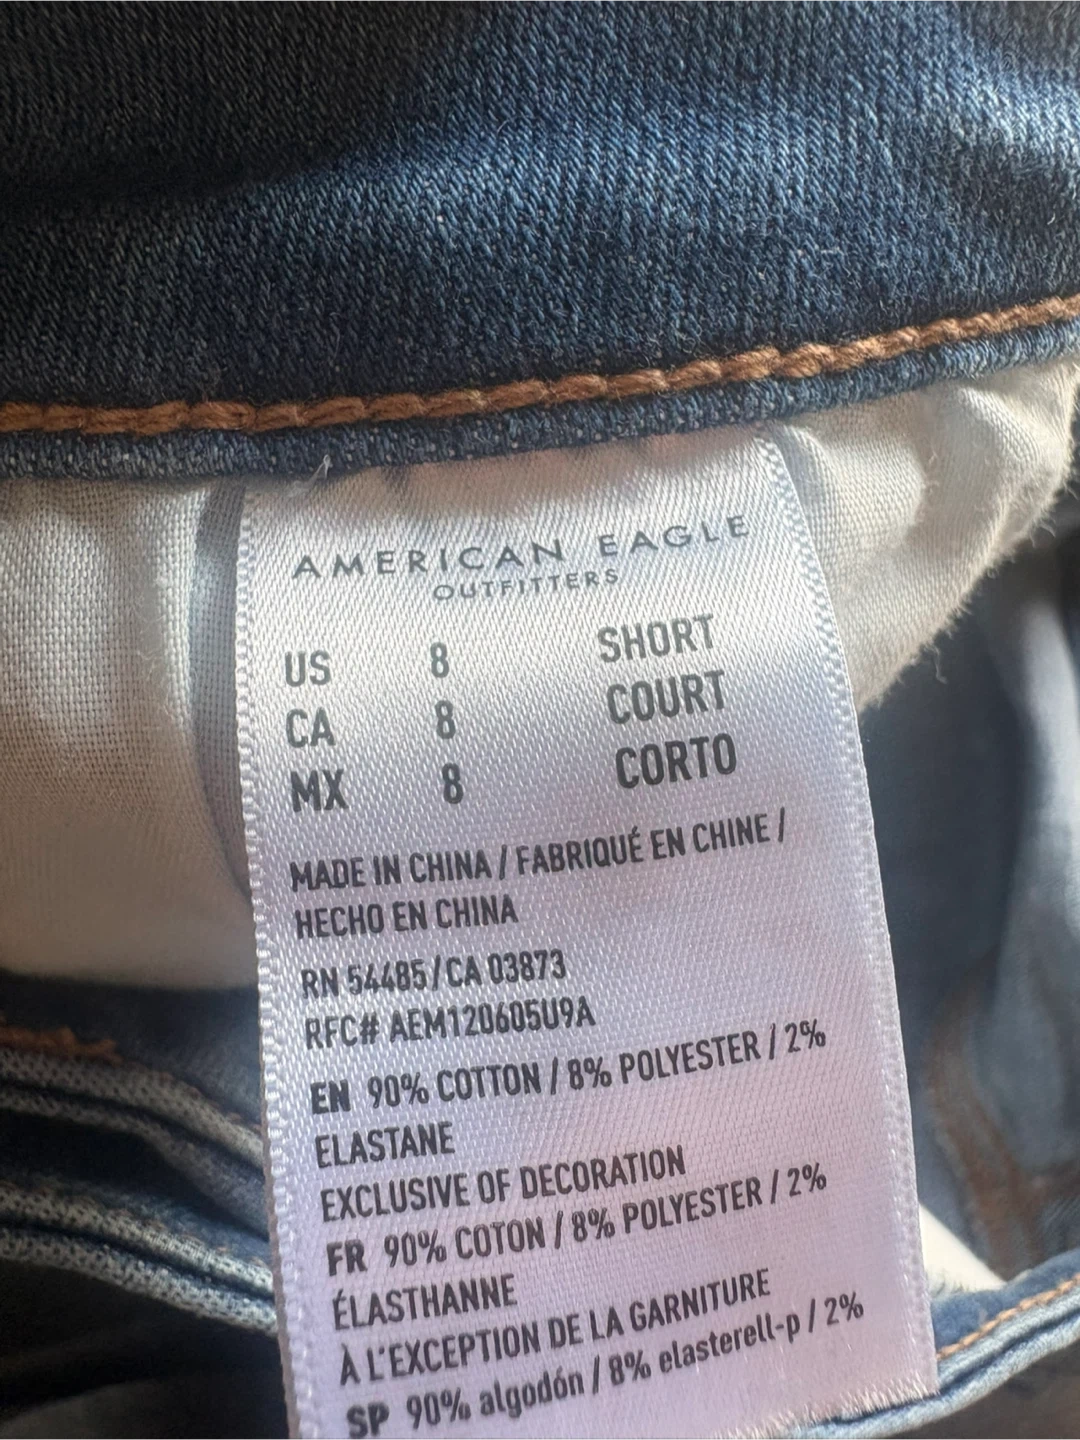 AMERICAN EAGLE
OUTFITTERS
US 8 SHORT
CA 8 COURT
MX 8 CORTO
MADE IN CHINA / FABRIQUÉ EN CHINE /
HECHO EN CHINA
RN 54485/CA 03873
RFC# AEM120605U9A
EN 90% COTTON / 8% POLYESTER / 2%
ELASTANE
EXCLUSIVE OF DECORATION
FR 90% COTON / 8% POLYESTER / 2%
ÉLASTHANNE
À L'EXCEPTION DE LA GARNITURE
SP 90% algodón / 8% elasterell-p / 2%